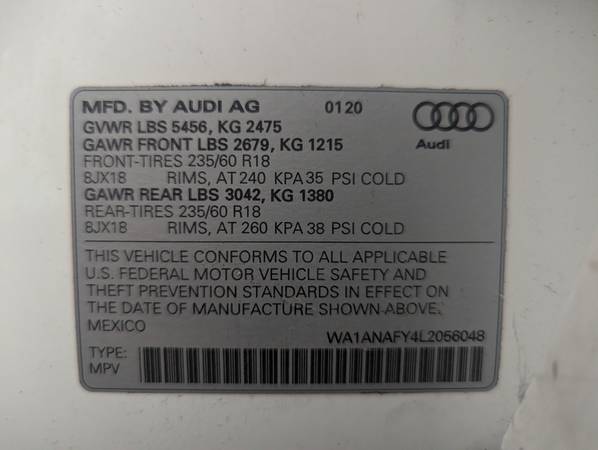 MFD. BY AUDI AG 0120
GVWR LBS 5456, KG 2475
GAWR FRONT LBS 2679, KG 1215
FRONT-TIRES 235/60 R18
8JX18 RIMS, AT 240 KPA 35 PSI COLD
GAWR REAR LBS 3042, KG 1380
REAR-TIRES 235/60 R18
8JX18 RIMS, AT 260 KPA 38 PSI COLD
Audi
THIS VEHICLE CONFORMS TO ALL APPLICABLE
U.S. FEDERAL MOTOR VEHICLE SAFETY AND
THEFT PREVENTION STANDARDS IN EFFECT ON
THE DATE OF MANUFACTURE SHOWN ABOVE.
MEXICO WA1ANAFY4L2056048
TYPE:
MPV